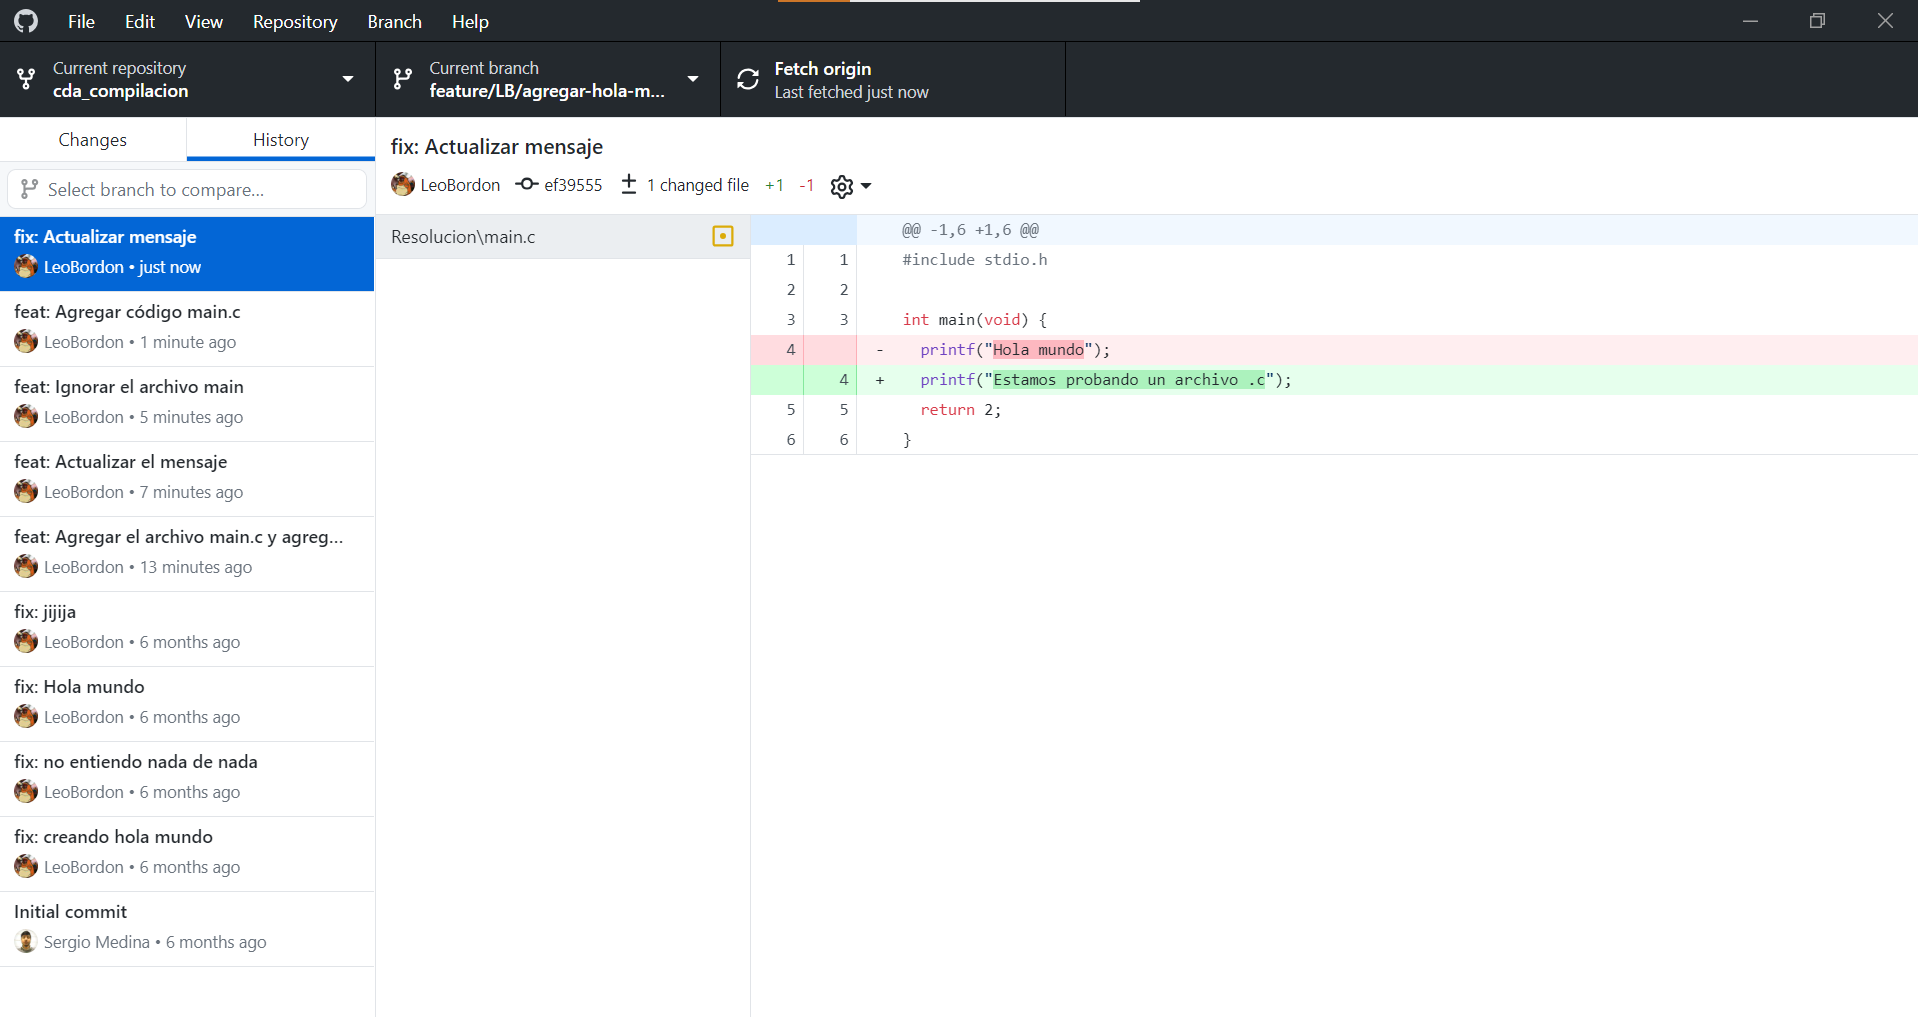 File Edit View Repository Branch Help
Current repository
cda_compilacion
Current branch
feature/LB/agregar-hola-m...
Fetch origin
Last fetched just now
Changes History
Select branch to compare...
fix: Actualizar mensaje
LeoBordon • just now
feat: Agregar código main.c
LeoBordon • 1 minute ago
feat: Ignorar el archivo main
LeoBordon • 5 minutes ago
feat: Actualizar el mensaje
LeoBordon • 7 minutes ago
feat: Agregar el archivo main.c y agreg...
LeoBordon • 13 minutes ago
fix: jijija
LeoBordon • 6 months ago
fix: Hola mundo
LeoBordon • 6 months ago
fix: no entiendo nada de nada
LeoBordon • 6 months ago
fix: creando hola mundo
LeoBordon • 6 months ago
Initial commit
Sergio Medina • 6 months ago
fix: Actualizar mensaje
LeoBordon ef39555 1 changed file +1 -1
Resolucion\main.c
@@ -1,6 +1,6 @@
1 1 #include stdio.h
2 2
3 3 int main(void) {
4 - printf("Hola mundo");
4 + printf("Estamos probando un archivo .c");
5 5 return 2;
6 6 }